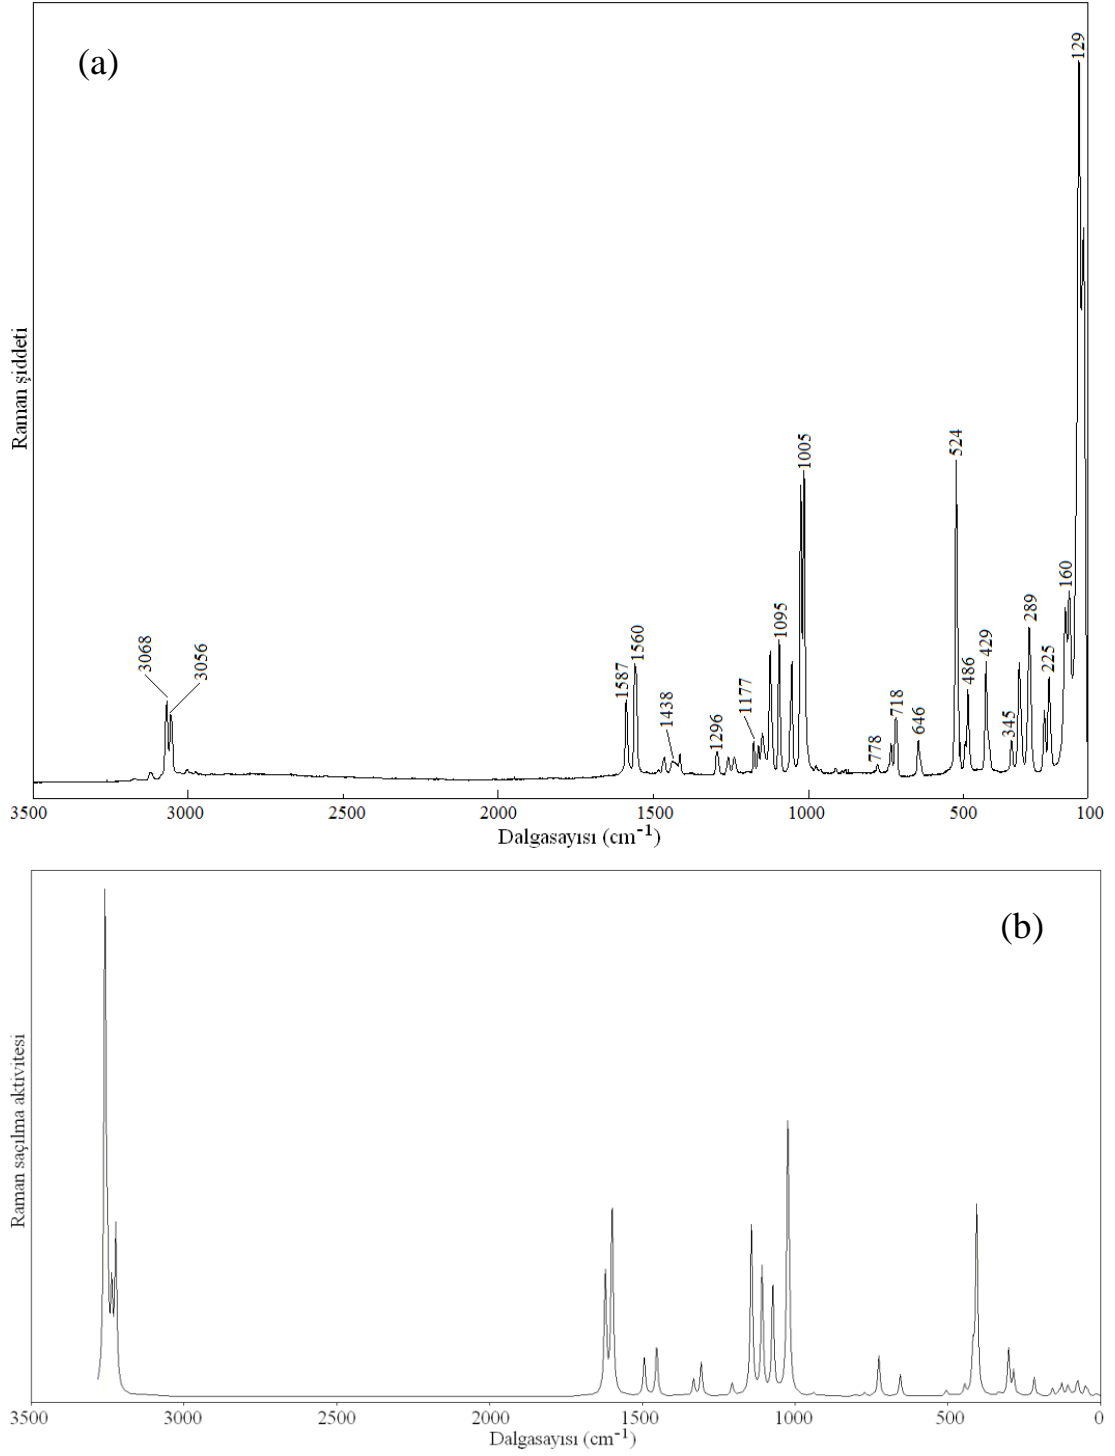 (a)
129
1005
524
160
1095
289
3068
3056
1587
1560
1438
1296
1177
778
718
646
486
429
345
225
Raman şiddeti
3500 3000 2500 2000 1500 1000 500 100
Dalgasayısı (cm-1)
(b)
Raman saçılma aktivitesi
3500 3000 2500 2000 1500 1000 500 0
Dalgasayısı (cm-1)